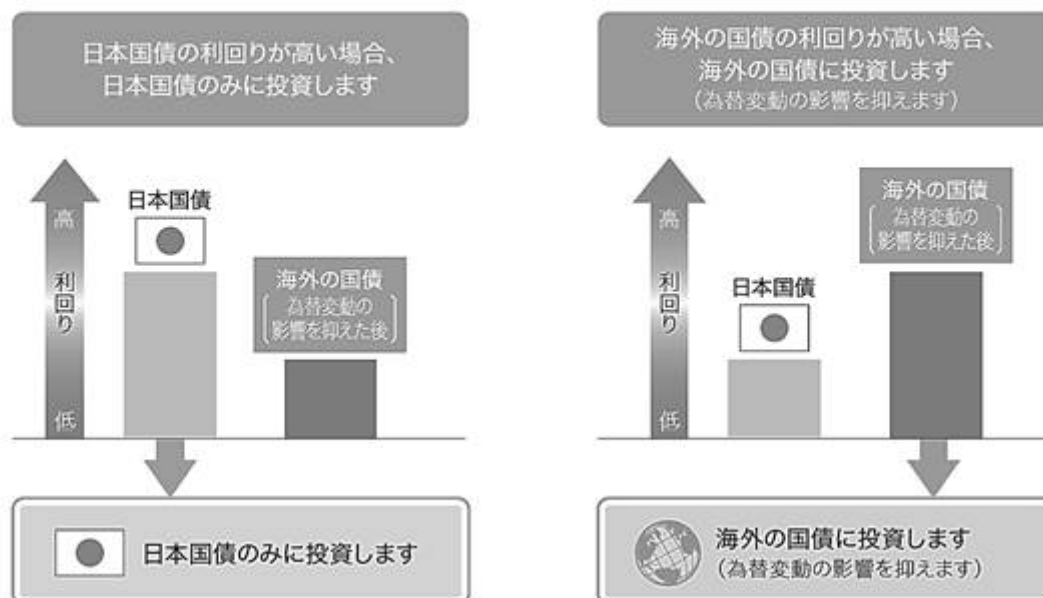 日本国債の利回りが高い場合、
日本国債のみに投資します
高
利回り
低
日本国債
海外の国債
為替変動の
影響を抑えた後
日本国債のみに投資します
海外の国債の利回りが高い場合、
海外の国債に投資します
(為替変動の影響を抑えます)
高
利回り
低
日本国債
海外の国債
為替変動の
影響を抑えた後
海外の国債に投資します
(為替変動の影響を抑えます)